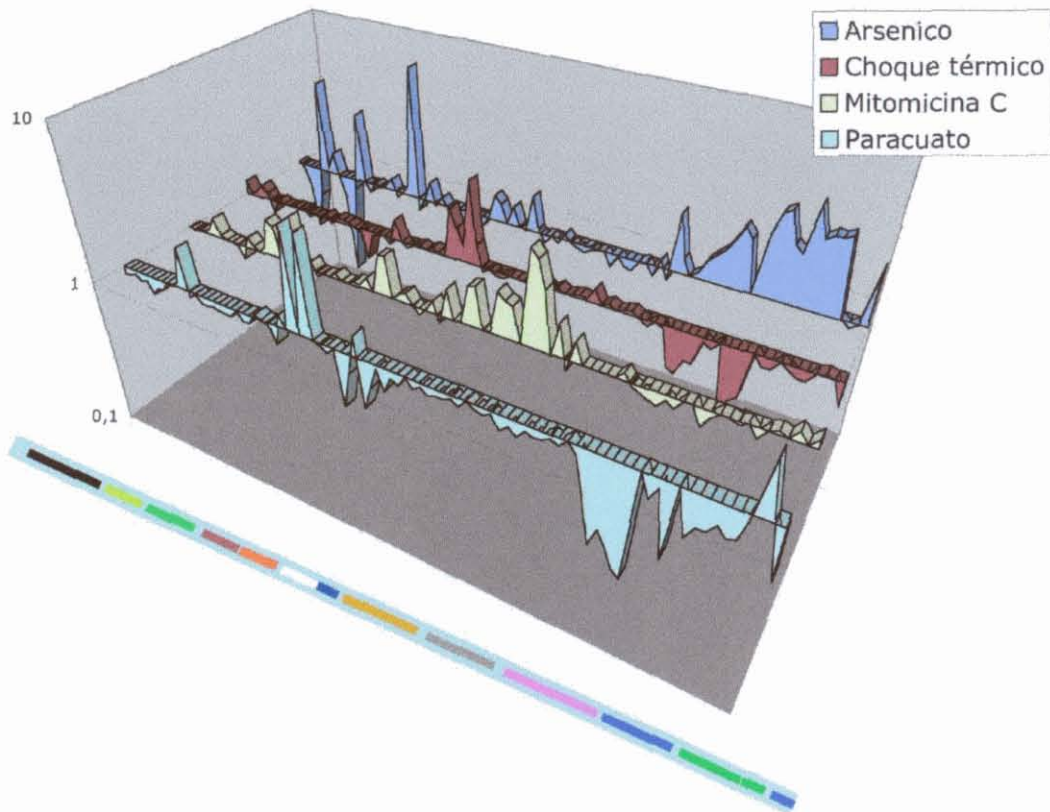 Arsenico
Choque térmico
Mitomicina C
Paracuato
10
1
0,1